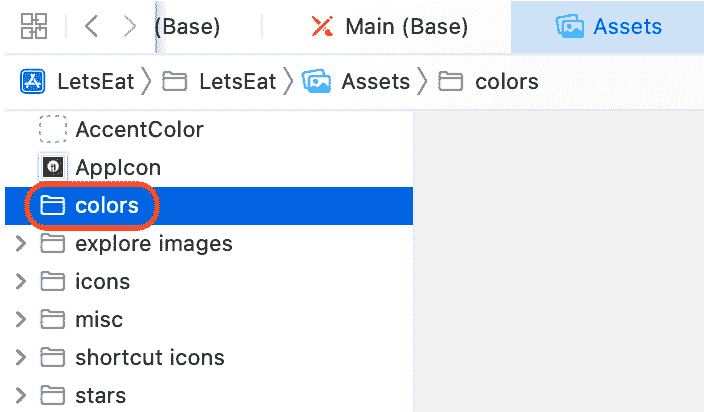 (Base) Main (Base) Assets
LetsEat LetsEat Assets colors
AccentColor
AppIcon
colors
explore images
icons
misc
shortcut icons
stars